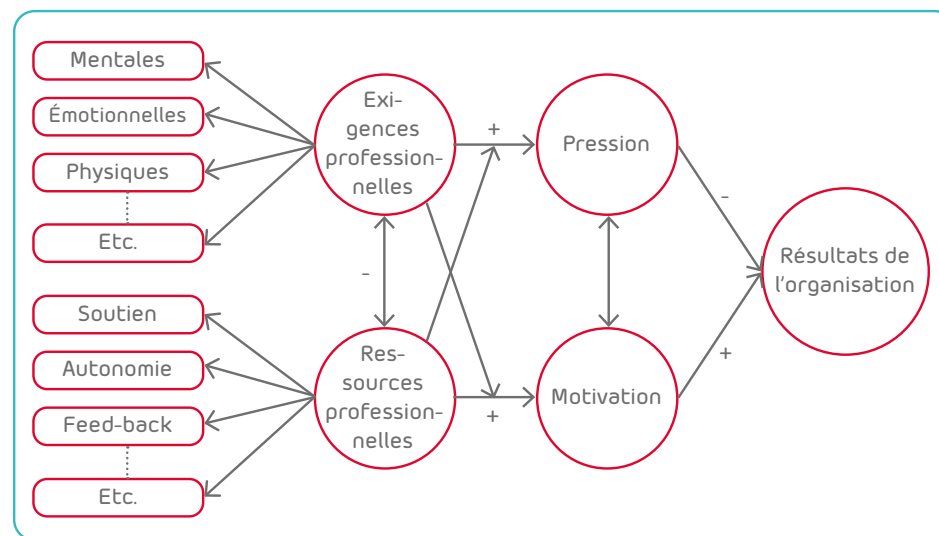 Mentales
Émotionnelles
Physiques
Etc.
Soutien
Autonomie
Feed-back
Etc.
Exi-
gences
profession-
nelles
-
Res-
sources
profession-
nelles
+
+
Pression
Motivation
-
+
Résultats de
l'organisation